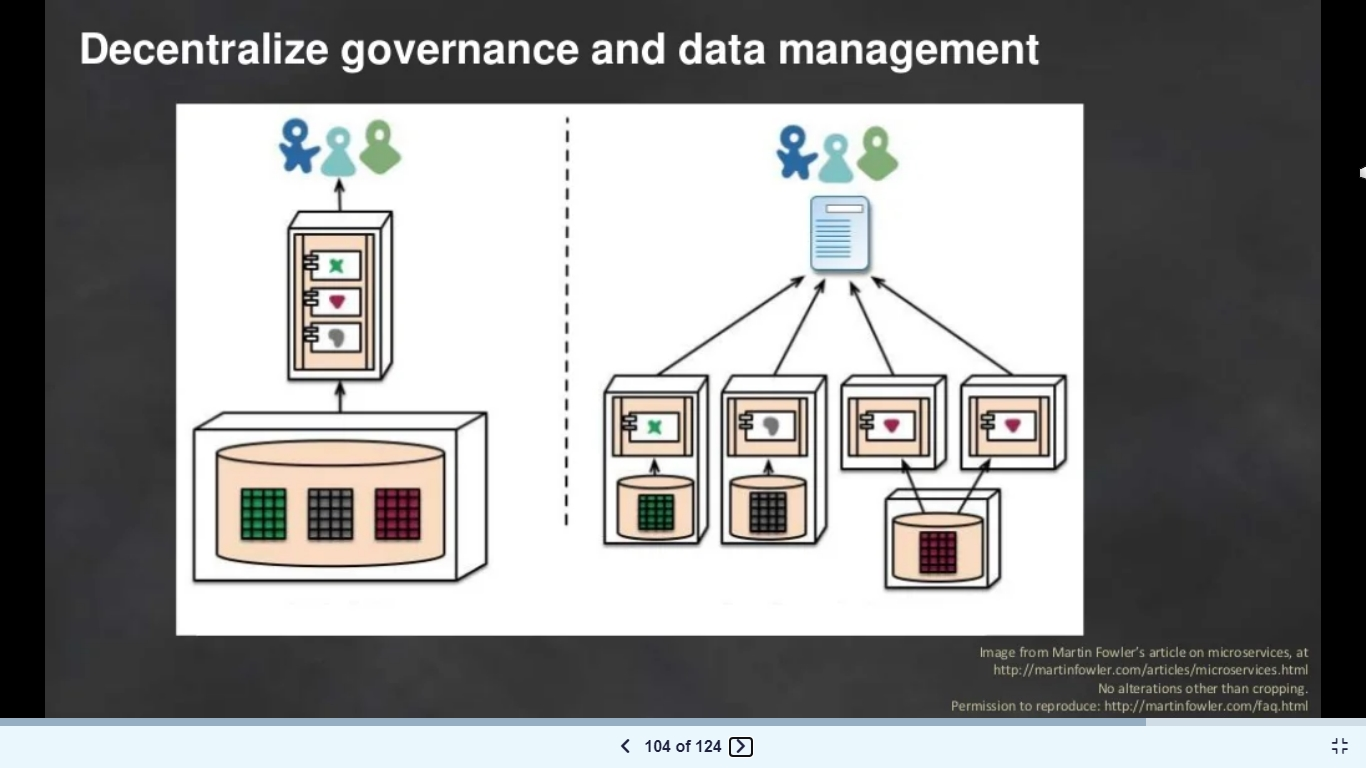 Decentralize governance and data management
Image from Martin Fowler's article on microservices, at
http://martinfowler.com/articles/microservices.html
No alterations other than cropping.
Permission to reproduce: http://martinfowler.com/faq.html
104 of 124